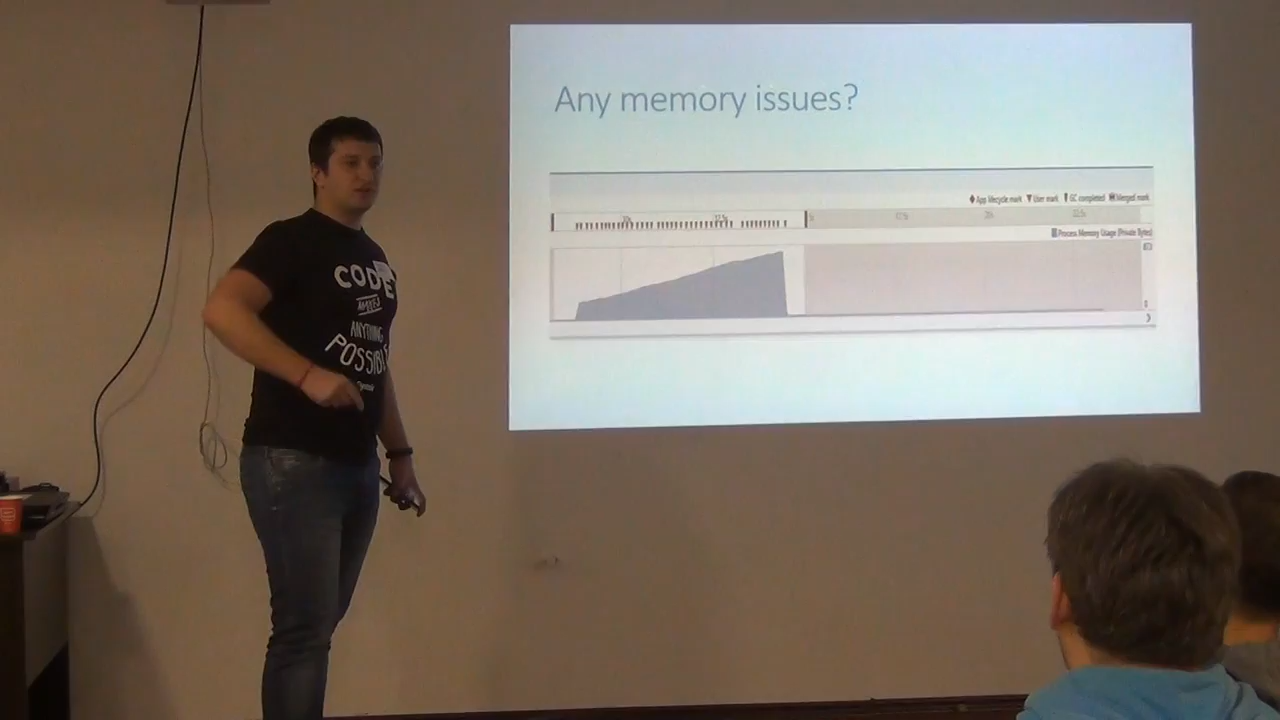 Any memory issues?
App lifecycle mark User mark GC completed Merged mark
Process Memory Usage (Private Bytes)
CODE
MAKES
ANYTHING
POSSIBLE